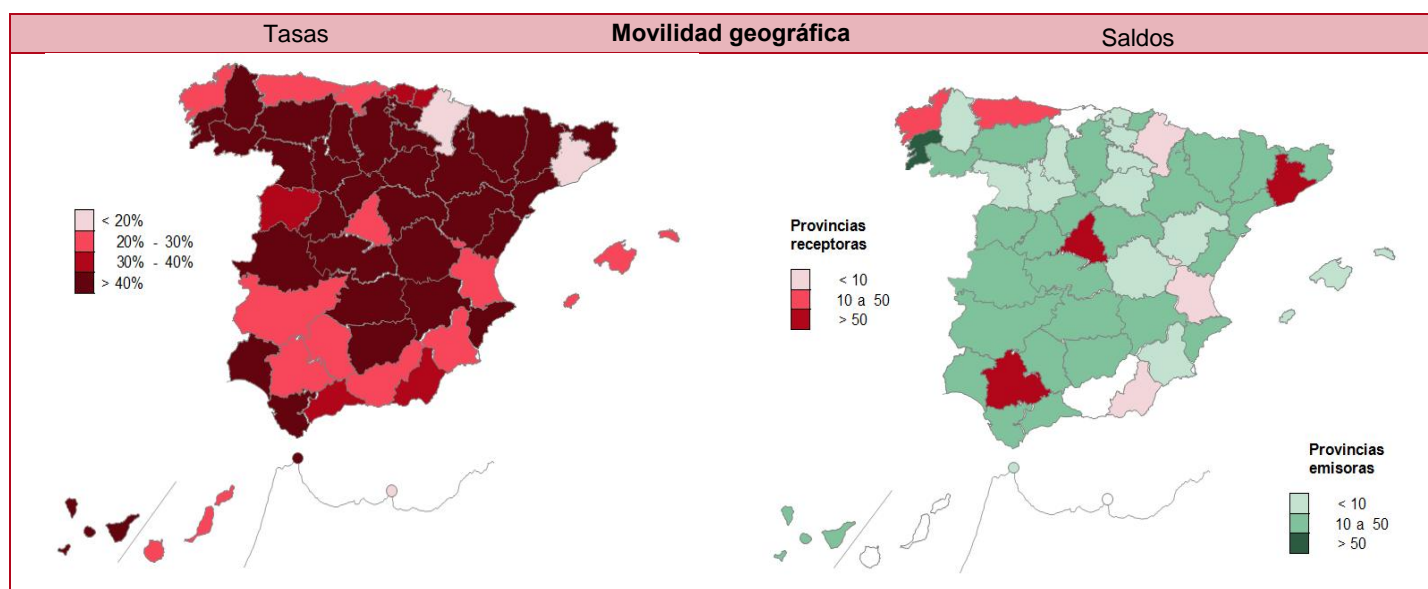 Tasas Movilidad geográfica Saldos
< 20%
20% - 30%
30% - 40%
> 40%
Provincias
receptoras
< 10
10 a 50
> 50
Provincias
emisoras
< 10
10 a 50
> 50